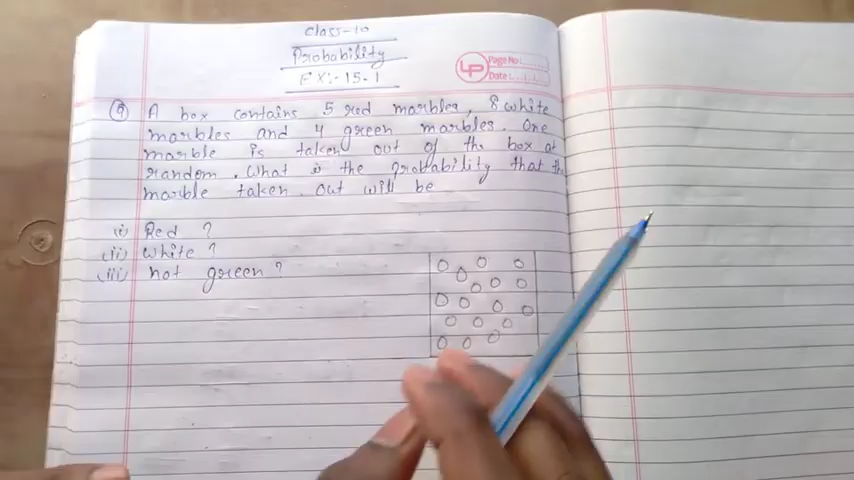 Class-10
Probability
EX:-15.1
LP Page No.:
Date:
Q A box contains 5 red marbles, 8 white
marbles and 4 green marbles. One
marble is taken out of the box at
random. What is the probability that the
marble taken out will be
(i) Red ?
(ii) white ?
(iii) not green ?